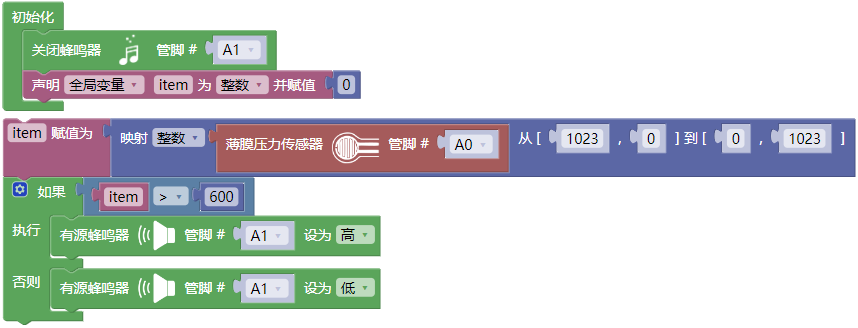 初始化
关闭蜂鸣器 管脚 # A1
声明 全局变量 item 为 整数 并赋值 0
item 赋值为 映射 整数 薄膜压力传感器 管脚 # A0 从 [ 1023 , 0 ] 到 [ 0 , 1023 ]
如果 item > 600
执行 有源蜂鸣器 管脚 # A1 设为 高
否则 有源蜂鸣器 管脚 # A1 设为 低